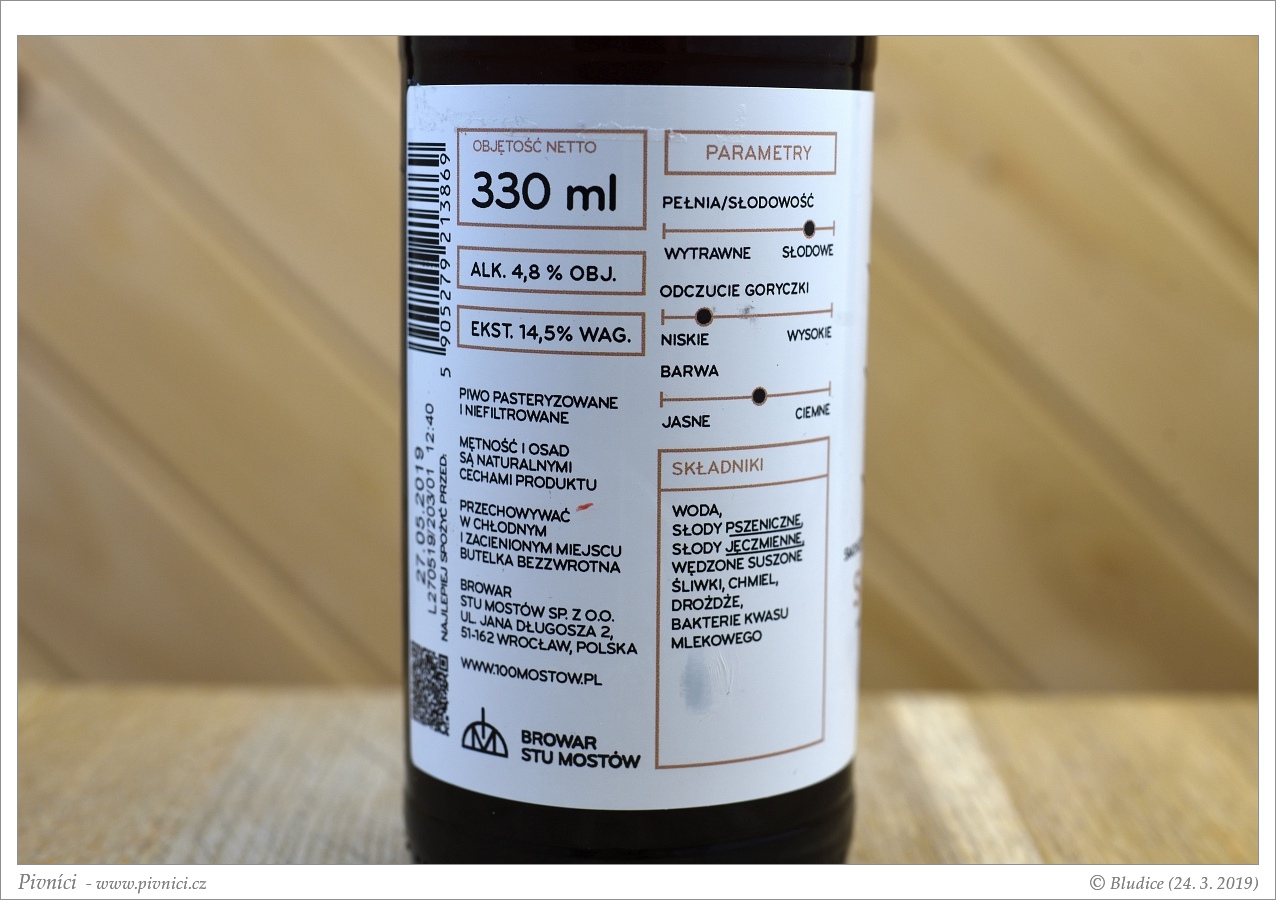 5 905279 213869
27.05.2019
L270519/20301 12:40
NAJLEPIEJ SPOŻYĆ PRZED:
OBJĘTOŚĆ NETTO
330 ml
ALK. 4,8 % OBJ.
EKST. 14,5% WAG.
PIWO PASTERYZOWANE
I NIEFILTROWANE
MĘTNOŚĆ I OSAD
SĄ NATURALNYMI
CECHAMI PRODUKTU
PRZECHOWYWAĆ
W CHŁODNYM
I ZACIENIONYM MIEJSCU
BUTELKA BEZZWROTNA
BROWAR
STU MOSTÓW SP. Z O.O.
UL. JANA DŁUGOSZA 2,
51-162 WROCŁAW, POLSKA
WWW.100MOSTOW.PL
BROWAR
STU MOSTÓW
PARAMETRY
PEŁNIA/SŁODOWOŚĆ
WYTRAWNE SŁODOWE
ODCZUCIE GORYCZKI
NISKIE WYSOKIE
BARWA
JASNE CIEMNE
SKŁADNIKI
WODA,
SŁODY PSZENICZNE,
SŁODY JĘCZMIENNE,
WĘDZONE SUSZONE
ŚLIWKI, CHMIEL,
DROŻDŻE,
BAKTERIE KWASU
MLEKOWEGO
Pivníci - www.pivnici.cz
© Bludice (24. 3. 2019)